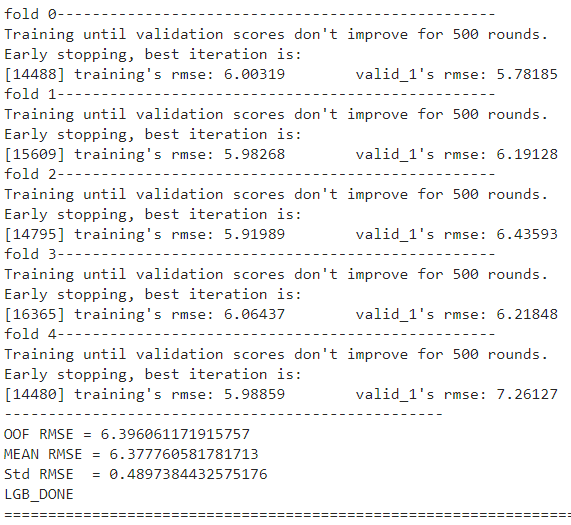 fold 0--------------------------------------------------
Training until validation scores don't improve for 500 rounds.
Early stopping, best iteration is:
[14488] training's rmse: 6.00319        valid_1's rmse: 5.78185
fold 1--------------------------------------------------
Training until validation scores don't improve for 500 rounds.
Early stopping, best iteration is:
[15609] training's rmse: 5.98268        valid_1's rmse: 6.19128
fold 2--------------------------------------------------
Training until validation scores don't improve for 500 rounds.
Early stopping, best iteration is:
[14795] training's rmse: 5.91989        valid_1's rmse: 6.43593
fold 3--------------------------------------------------
Training until validation scores don't improve for 500 rounds.
Early stopping, best iteration is:
[16365] training's rmse: 6.06437        valid_1's rmse: 6.21848
fold 4--------------------------------------------------
Training until validation scores don't improve for 500 rounds.
Early stopping, best iteration is:
[14480] training's rmse: 5.98859        valid_1's rmse: 7.26127
--------------------------------------------------
OOF RMSE = 6.396061171915757
MEAN RMSE = 6.377760581781713
Std RMSE  = 0.4897384432575176
LGB_DONE
=================================================================